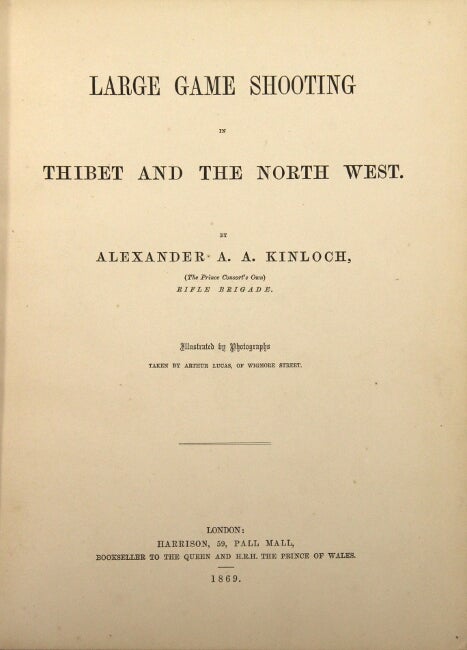 LARGE GAME SHOOTING
IN
THIBET AND THE NORTH WEST.
BY
ALEXANDER A. A. KINLOCH,
(The Prince Consort's Own)
RIFLE BRIGADE.
Illustrated by Photographs
TAKEN BY ARTHUR LUCAS, OF WIGMORE STREET.
LONDON:
HARRISON, 59, PALL MALL,
BOOKSELLER TO THE QUEEN AND H.R.H. THE PRINCE OF WALES.
1869.